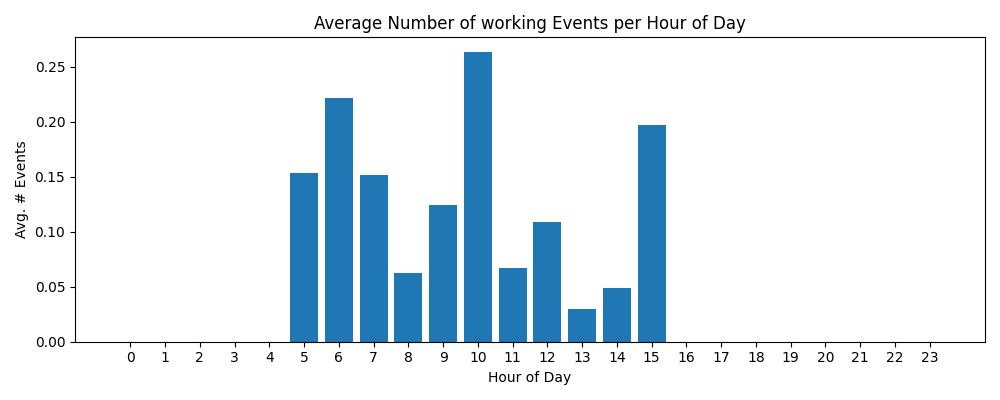 Average Number of working Events per Hour of Day
0.25
0.20
0.15
0.10
0.05
0.00
Avg. # Events
0 1 2 3 4 5 6 7 8 9 10 11 12 13 14 15 16 17 18 19 20 21 22 23
Hour of Day